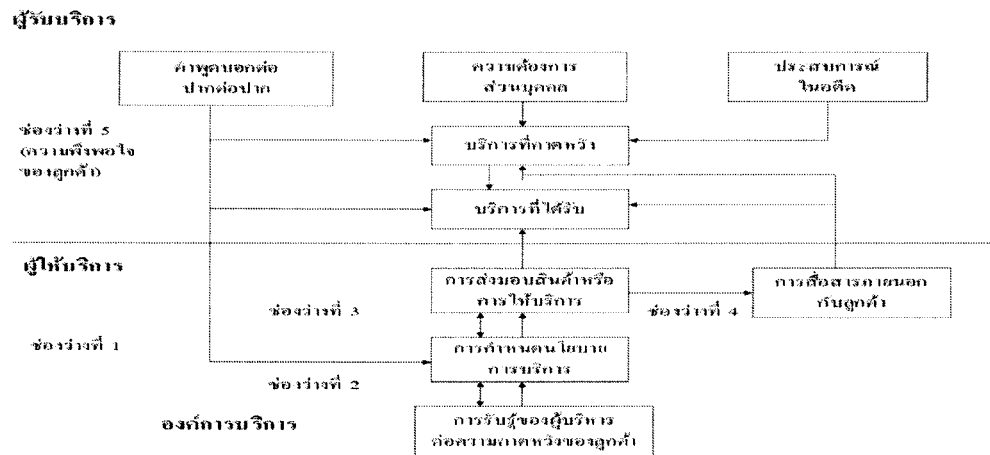 ผู้รับบริการ
คำพูดบอกต่อ
ปากต่อปาก
ความต้องการ
ส่วนบุคคล
ประสบการณ์
ในอดีต
ช่องว่างที่ 5
(ความพึงพอใจ
ของลูกค้า)
บริการที่คาดหวัง
บริการที่ได้รับ
ผู้ให้บริการ
การส่งมอบสินค้าหรือ
การให้บริการ
การสื่อสารภายนอก
กับลูกค้า
ช่องว่างที่ 3
ช่องว่างที่ 4
ช่องว่างที่ 1
การกำหนดนโยบาย
การบริการ
ช่องว่างที่ 2
องค์การบริการ
การรับรู้ของผู้บริหาร
ต่อความคาดหวังของลูกค้า